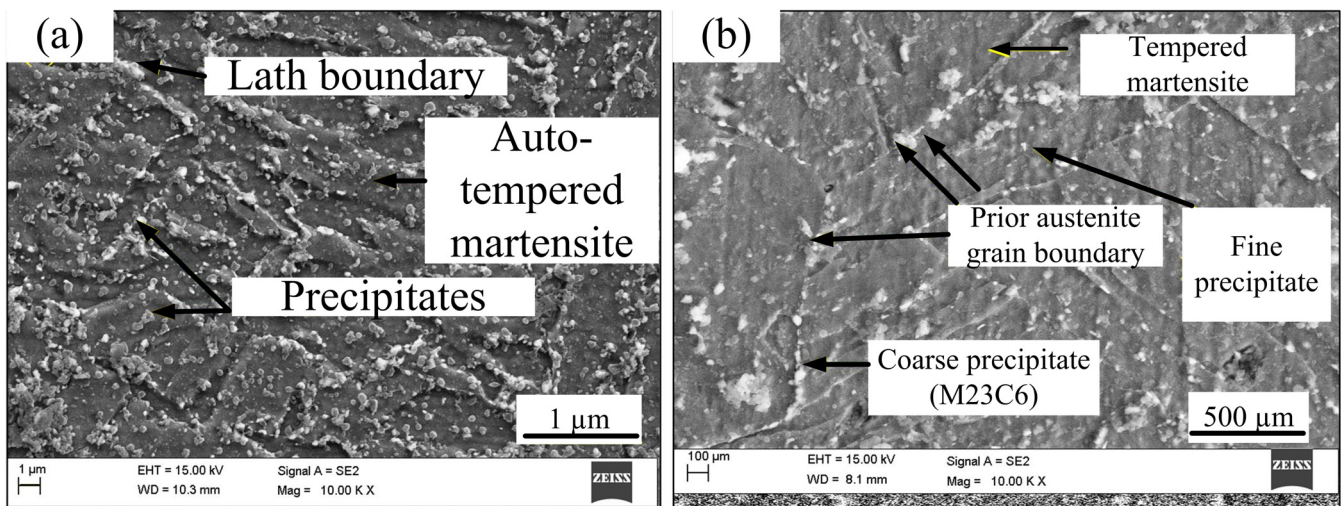 (a)
Lath boundary
Auto-
tempered
martensite
Precipitates
1 µm
1 µm
EHT = 15.00 kV
WD = 10.3 mm
Signal A = SE2
Mag = 10.00 K X
ZEISS
(b)
Tempered
martensite
Prior austenite
grain boundary
Fine
precipitate
Coarse precipitate
(M23C6)
500 µm
100 µm
EHT = 15.00 kV
WD = 8.1 mm
Signal A = SE2
Mag = 10.00 K X
ZEISS